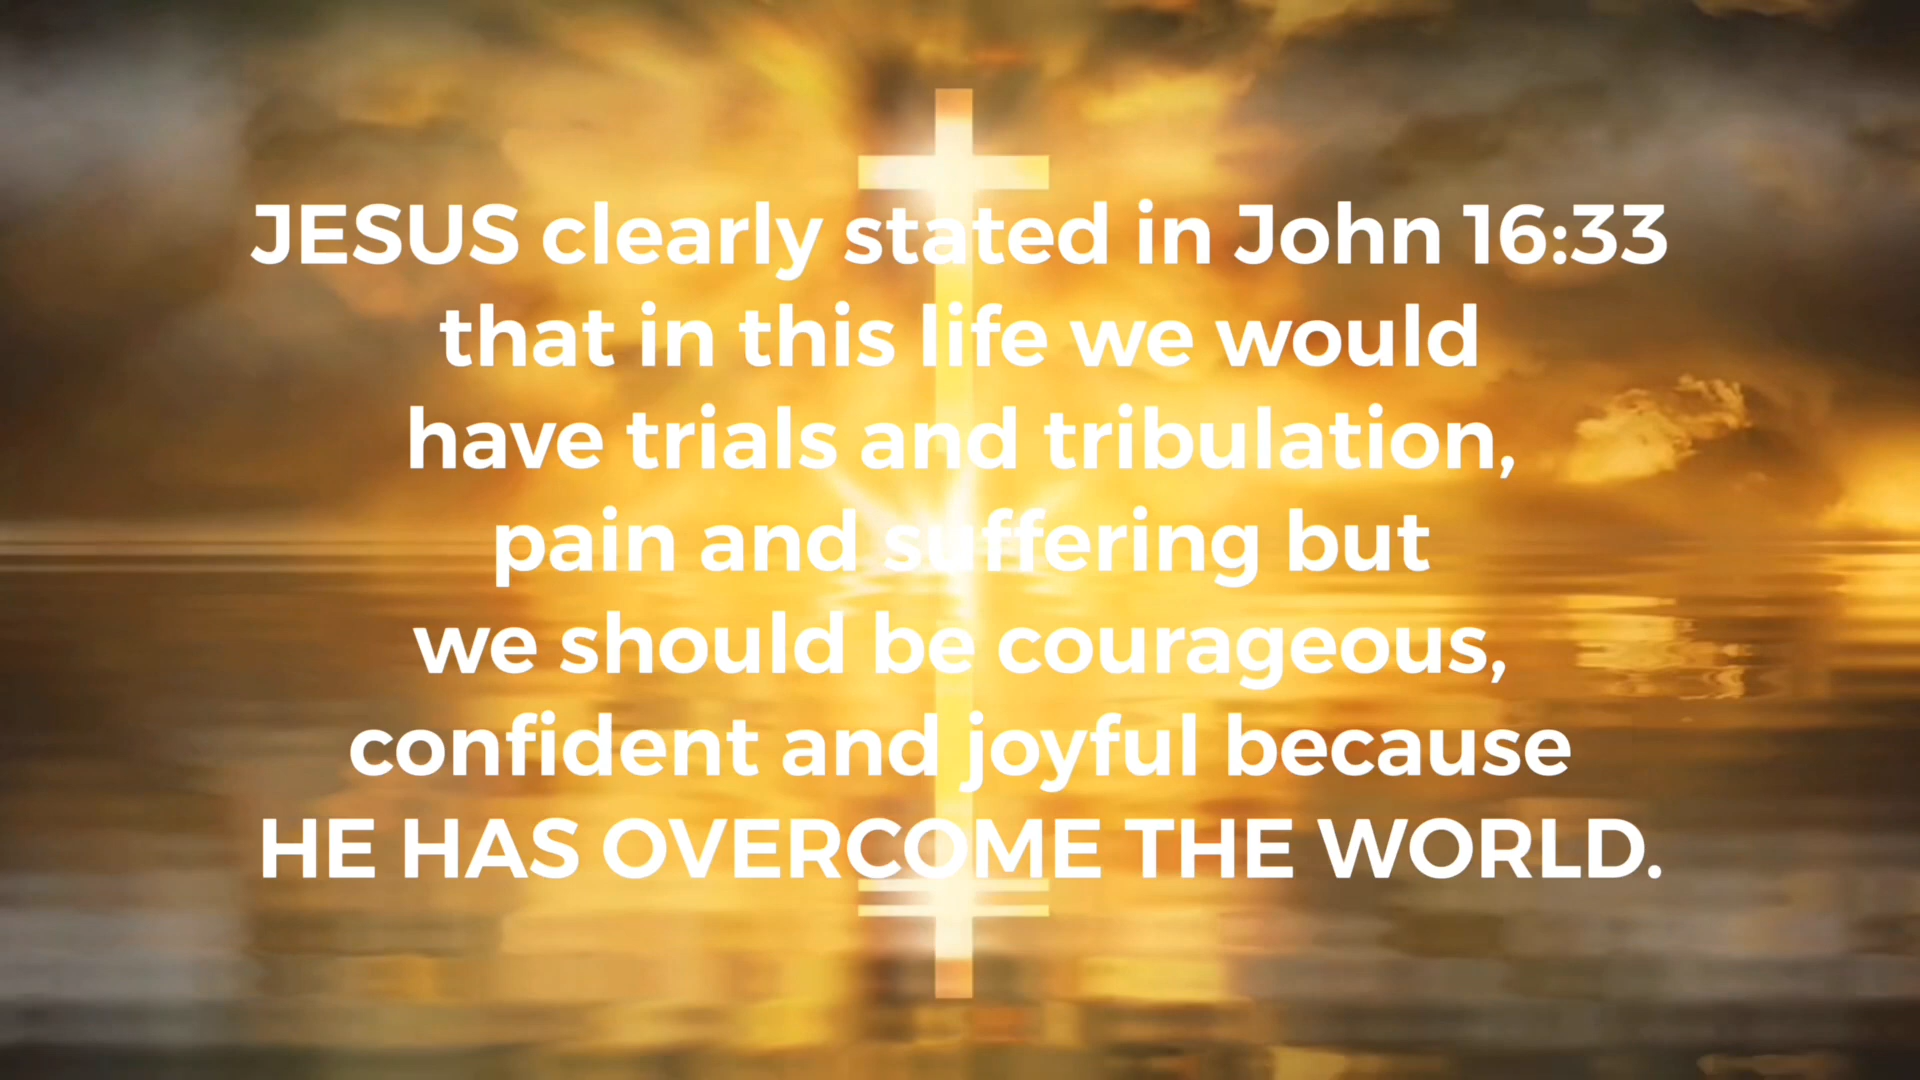 JESUS clearly stated in John 16:33
that in this life we would
have trials and tribulation,
pain and suffering but
we should be courageous,
confident and joyful because
HE HAS OVERCOME THE WORLD.